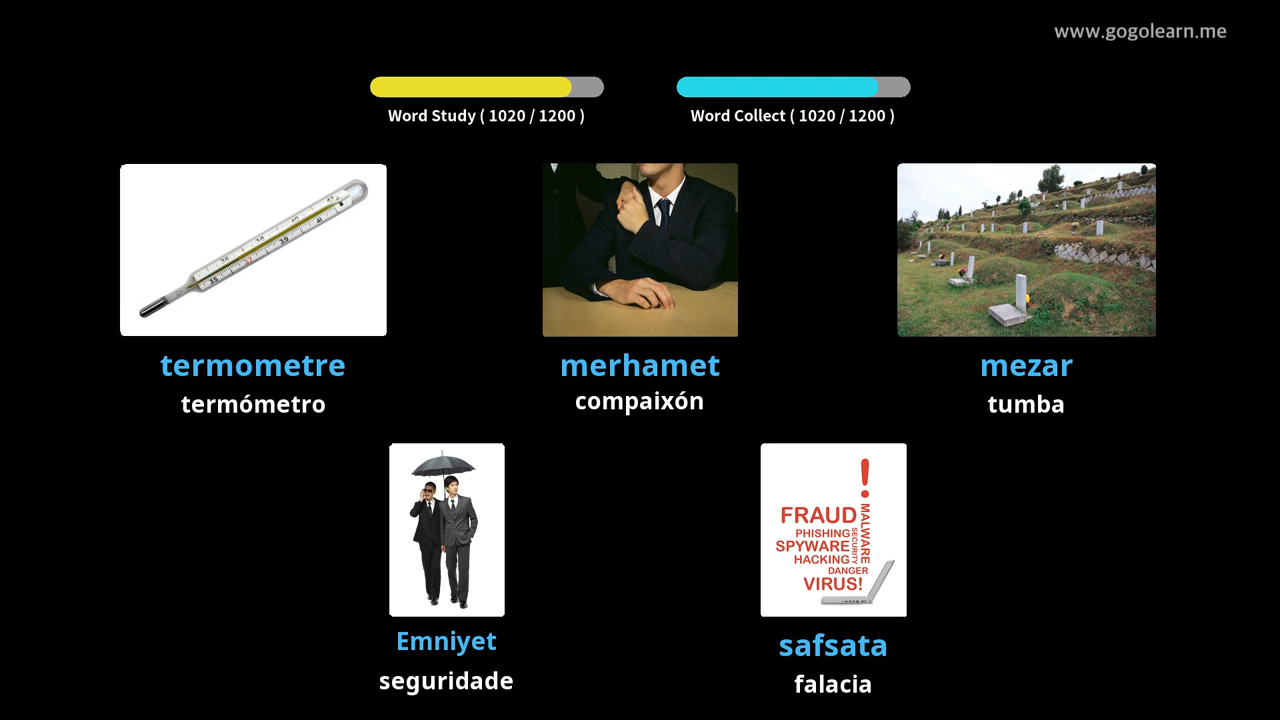 www.gogolearn.me
Word Study ( 1020 / 1200 )
Word Collect ( 1020 / 1200 )
termometre
termómetro
merhamet
compaixón
mezar
tumba
FRAUD
PHISHING
SPYWARE
HACKING
DANGER
VIRUS!
MALWARE
SECURITY
Emniyet
seguridade
safsata
falacia